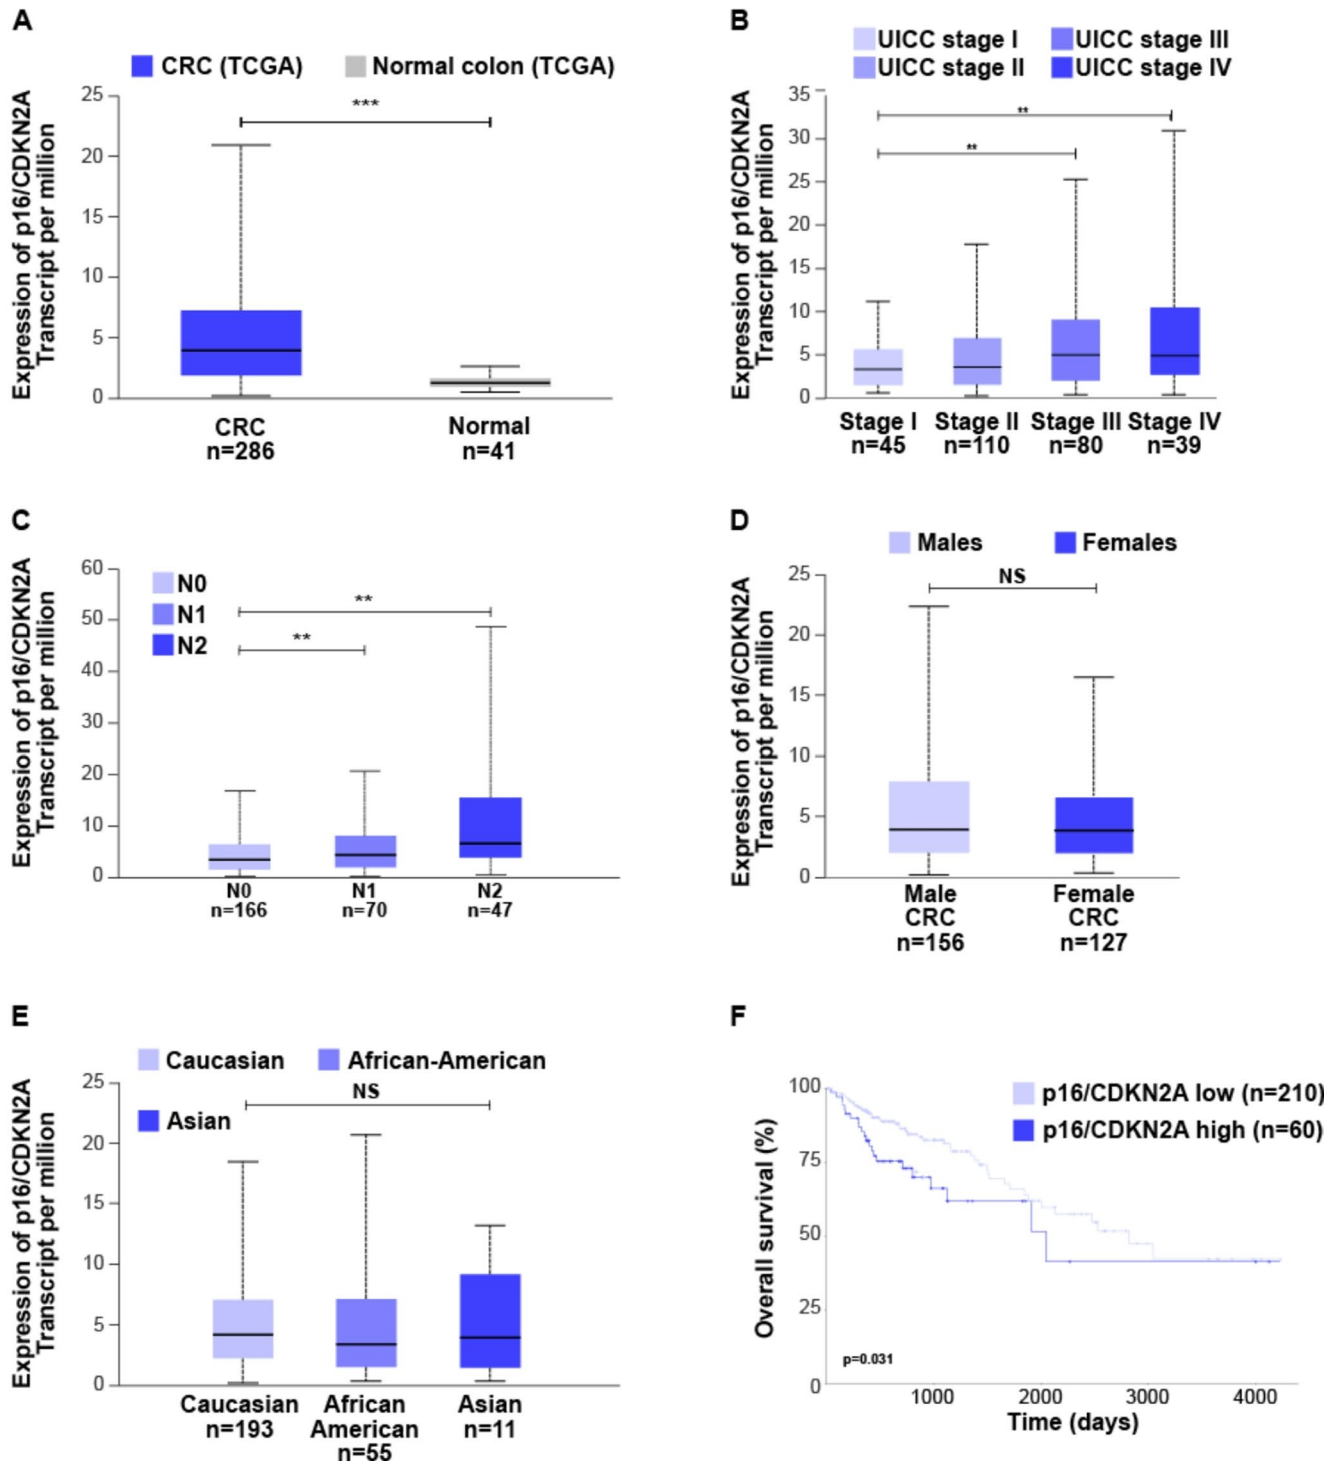 A
CRC (TCGA)
Normal colon (TCGA)
Expression of p16/CDKN2A
Transcript per million
25
20
15
10
5
0
***
CRC
n=286
Normal
n=41
B
UICC stage I
UICC stage III
UICC stage II
UICC stage IV
Expression of p16/CDKN2A
Transcript per million
35
30
25
20
15
10
5
0
**
**
Stage I
n=45
Stage II
n=110
Stage III
n=80
Stage IV
n=39
C
Expression of p16/CDKN2A
Transcript per million
60
50
40
30
20
10
0
N0
N1
N2
**
**
N0
n=166
N1
n=70
N2
n=47
D
Males
Females
Expression of p16/CDKN2A
Transcript per million
25
20
15
10
5
0
NS
Male
CRC
n=156
Female
CRC
n=127
E
Caucasian
African-American
Asian
Expression of p16/CDKN2A
Transcript per million
25
20
15
10
5
0
NS
Caucasian
n=193
African
American
n=55
Asian
n=11
F
p16/CDKN2A low (n=210)
p16/CDKN2A high (n=60)
Overall survival (%)
100
75
50
25
0
p=0.031
1000
2000
3000
4000
Time (days)